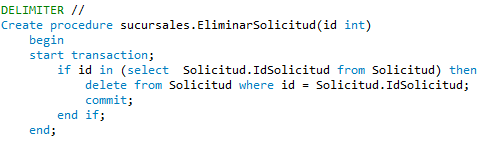 DELIMITER //
Create procedure sucursales.EliminarSolicitud(id int)
begin
start transaction;
if id in (select  Solicitud.IdSolicitud from Solicitud) then
delete from Solicitud where id = Solicitud.IdSolicitud;
commit;
end if;
end;